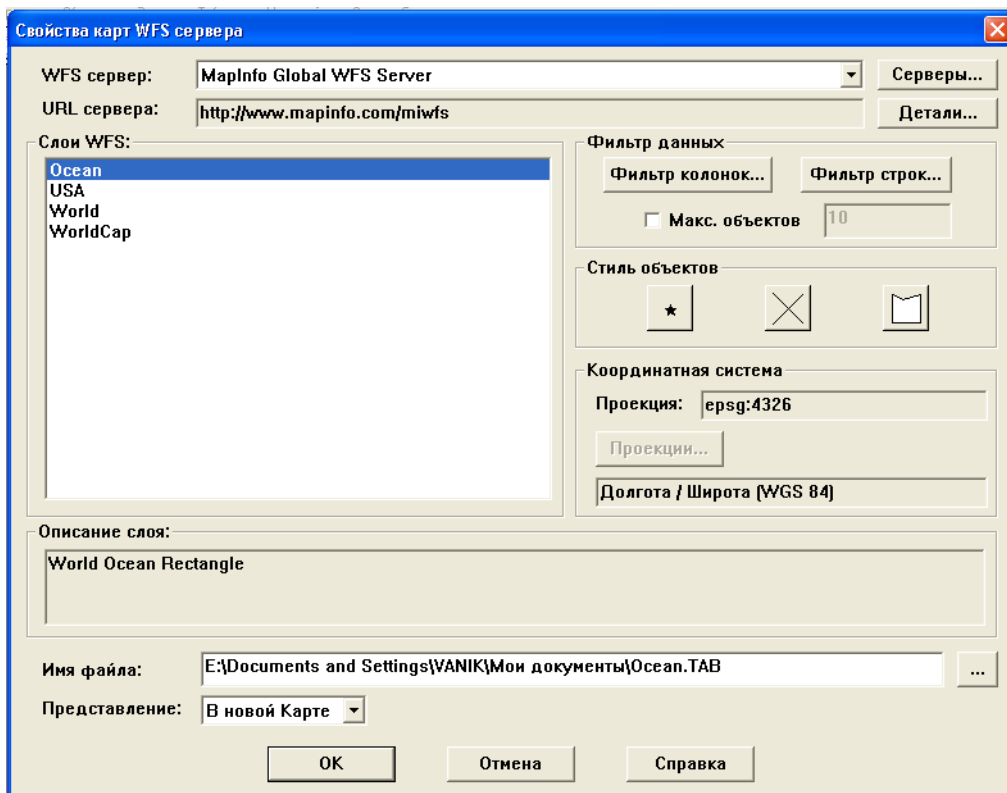 Свойства карт WFS сервера
WFS сервер: MapInfo Global WFS Server Серверы...
URL сервера: http://www.mapinfo.com/miwfs Детали...
Слои WFS:
Ocean
USA
World
WorldCap
Фильтр данных
Фильтр колонок... Фильтр строк...
Макс. объектов 10
Стиль объектов
Координатная система
Проекция: epsg:4326
Проекции...
Долгота / Широта (WGS 84)
Описание слоя:
World Ocean Rectangle
Имя файла: E:\Documents and Settings\VANIK\Мои документы\Ocean.TAB ...
Представление: В новой Карте
OK Отмена Справка